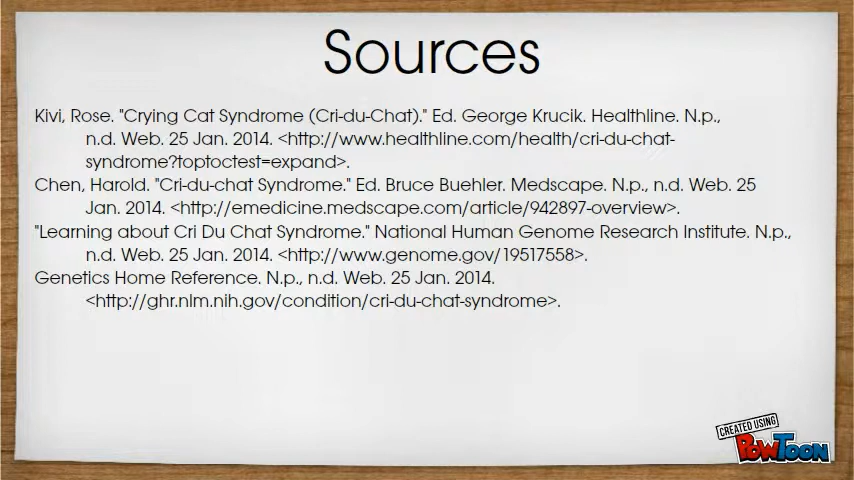 Sources
Kivi, Rose. "Crying Cat Syndrome (Cri-du-Chat)." Ed. George Krucik. Healthline. N.p.,
n.d. Web. 25 Jan. 2014. <http://www.healthline.com/health/cri-du-chat-
syndrome?toptoctest=expand>.
Chen, Harold. "Cri-du-chat Syndrome." Ed. Bruce Buehler. Medscape. N.p., n.d. Web. 25
Jan. 2014. <http://emedicine.medscape.com/article/942897-overview>.
"Learning about Cri Du Chat Syndrome." National Human Genome Research Institute. N.p.,
n.d. Web. 25 Jan. 2014. <http://www.genome.gov/19517558>.
Genetics Home Reference. N.p., n.d. Web. 25 Jan. 2014.
<http://ghr.nlm.nih.gov/condition/cri-du-chat-syndrome>.
CREATED USING
POWTOON